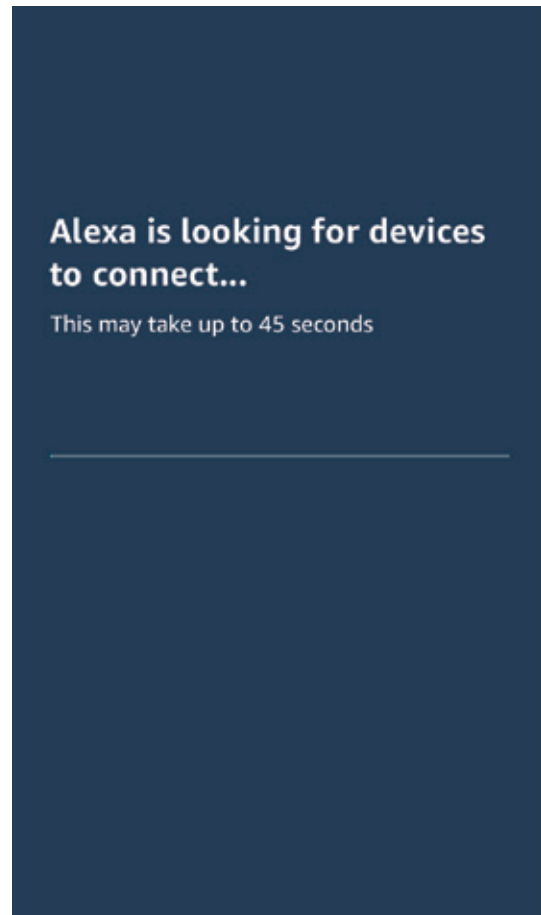 Alexa is looking for devices
to connect...
This may take up to 45 seconds